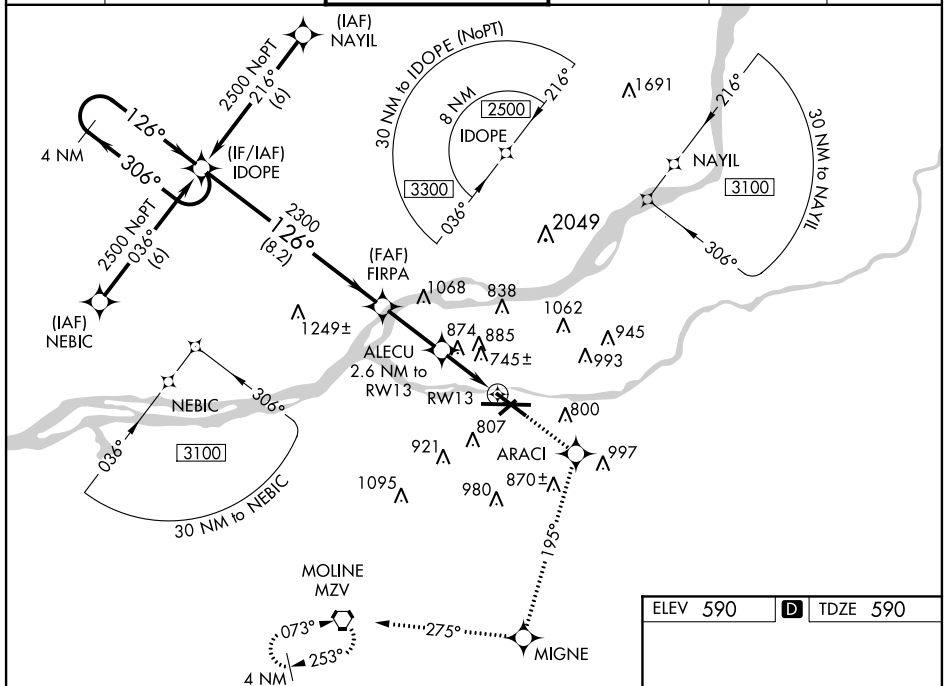 (IAF)
NAYIL
2500 NoPT
216°
(6)
30 NM to IDOPE (NoPT)
8 NM
2500
216°
IDOPE
3300
036°
1691
216°
NAYIL
30 NM to NAYIL
3100
306°
126°
4 NM
306°
(IF/IAF)
IDOPE
2500 NoPT
036°
(6)
(IAF)
NEBIC
2300
126°
(8.2)
2049
(FAF)
FIRPA
1068
838
1062
1249±
874
885
745±
945
993
ALECU
2.6 NM to
RW13
RW13
800
807
ARACI
997
921
870±
1095
980
NEBIC
306°
036°
3100
30 NM to NEBIC
195°
MOLINE
MZV
073°
253°
4 NM
275°
MIGNE
ELEV 590 D TDZE 590